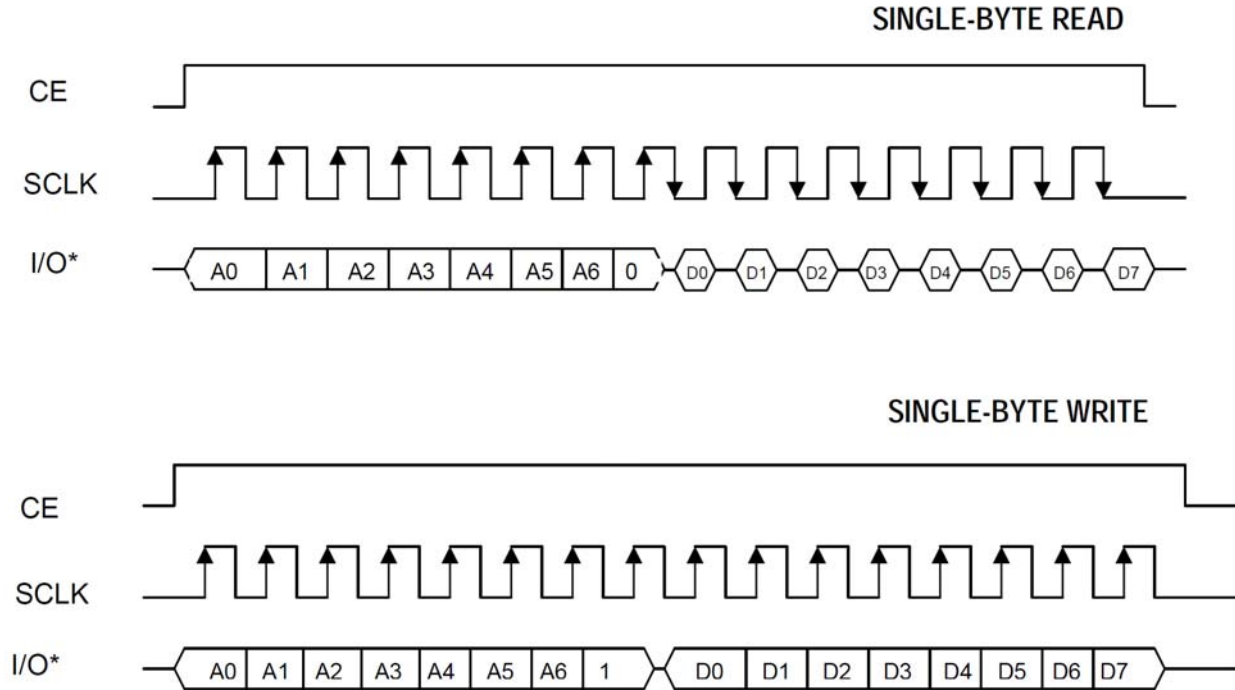 SINGLE-BYTE READ
CE
SCLK
I/O* A0 A1 A2 A3 A4 A5 A6 0 D0 D1 D2 D3 D4 D5 D6 D7
SINGLE-BYTE WRITE
CE
SCLK
I/O* A0 A1 A2 A3 A4 A5 A6 1 D0 D1 D2 D3 D4 D5 D6 D7